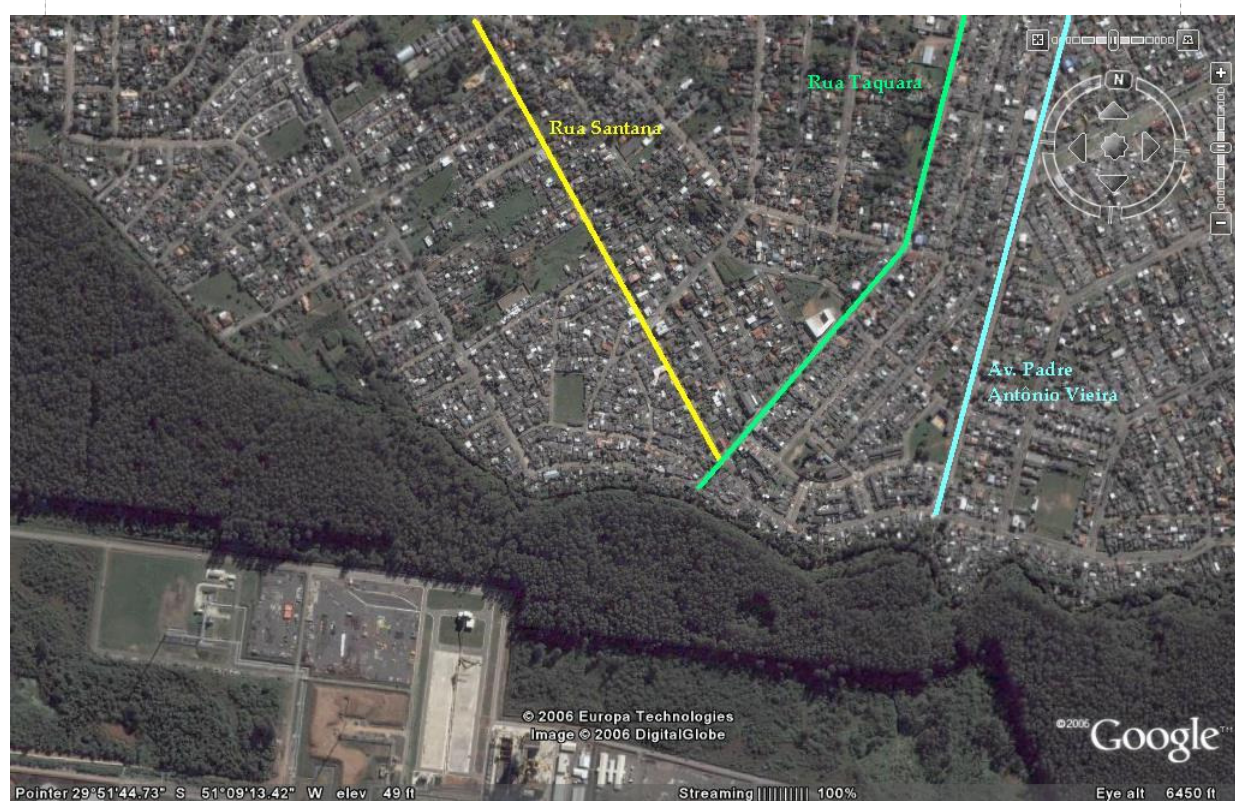 Rua Taquara
N
Rua Santana
Av. Padre
Antônio Vieira
© 2006 Europa Technologies
Image © 2006 DigitalGlobe
©2006 Google™
Pointer 29°51'44.73" S 51°09'13.42" W elev 49 ft
Streaming |||||||||| 100%
Eye alt 6450 ft